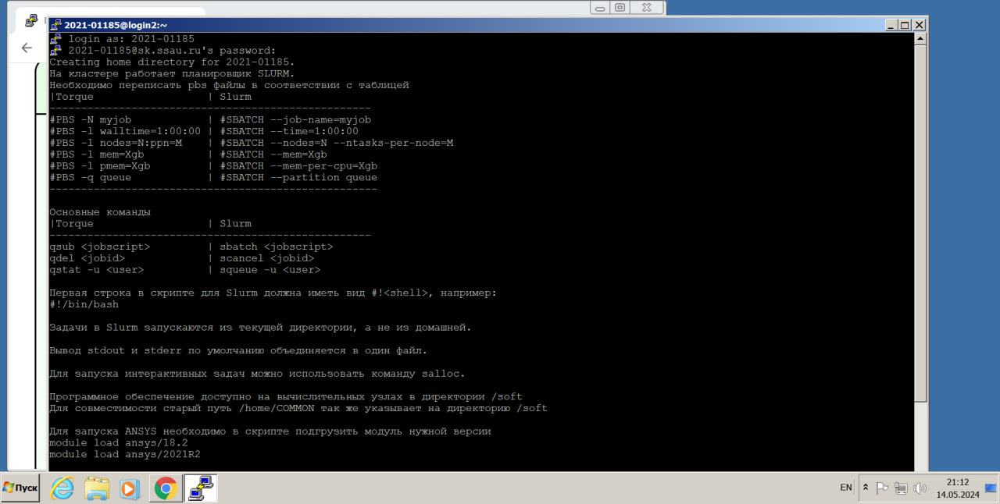 2021-01185@login2:~
login as: 2021-01185
2021-01185@sk.ssau.ru's password:
Creating home directory for 2021-01185.
На кластере работает планировщик SLURM.
Необходимо переписать pbs файлы в соответствии с таблицей
|Torque | Slurm
---------------------------------------------------
#PBS -N myjob | #SBATCH --job-name=myjob
#PBS -l walltime=1:00:00 | #SBATCH --time=1:00:00
#PBS -l nodes=N:ppn=M | #SBATCH --nodes=N --ntasks-per-node=M
#PBS -l mem=Xgb | #SBATCH --mem=Xgb
#PBS -l pmem=Xgb | #SBATCH --mem-per-cpu=Xgb
#PBS -q queue | #SBATCH --partition queue
----------------------------------------------------
Основные команды
|Torque | Slurm
---------------------------------------------------
qsub <jobscript> | sbatch <jobscript>
qdel <jobid> | scancel <jobid>
qstat -u <user> | squeue -u <user>
Первая строка в скрипте для Slurm должна иметь вид #!<shell>, например:
#!/bin/bash
Задачи в Slurm запускаются из текущей директории, а не из домашней.
Вывод stdout и stderr по умолчанию объединяется в один файл.
Для запуска интерактивных задач можно использовать команду salloc.
Программное обеспечение доступно на вычислительных узлах в директории /soft
Для совместимости старый путь /home/COMMON так же указывает на директорию /soft
Для запуска ANSYS необходимо в скрипте подгрузить модуль нужной версии
module load ansys/18.2
module load ansys/2021R2
Пуск
EN
21:12
14.05.2024